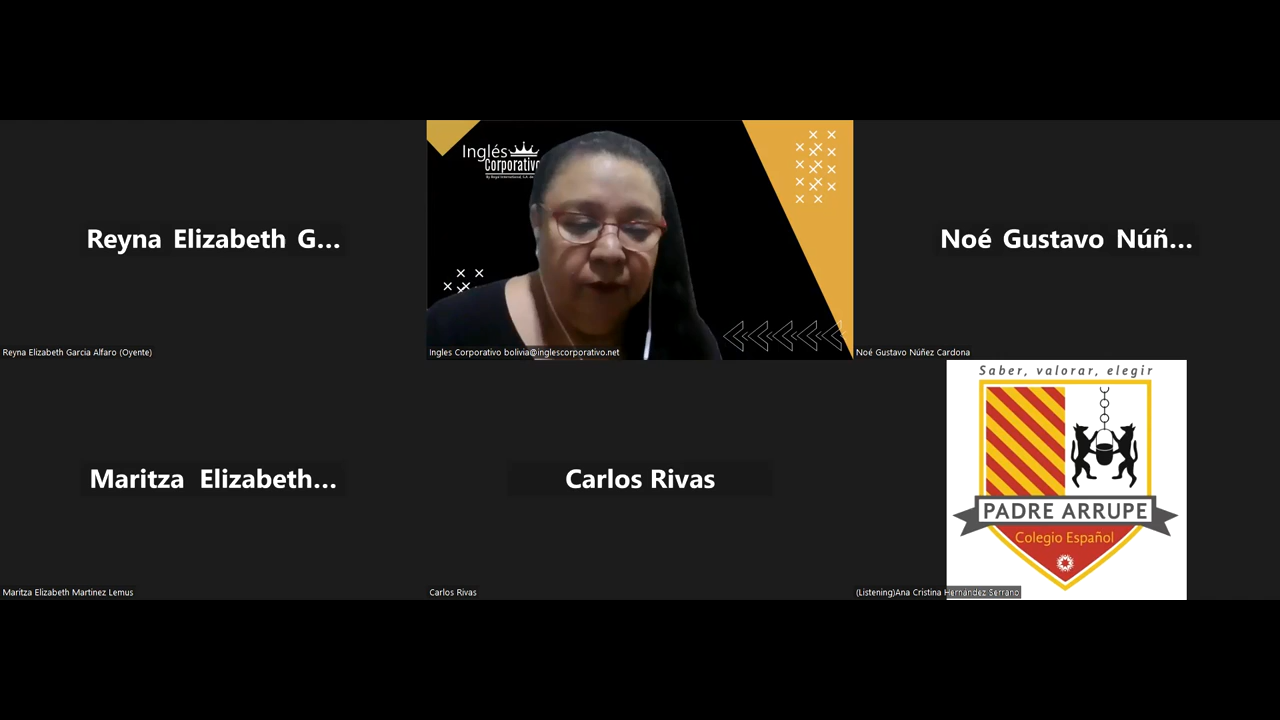 Reyna Elizabeth G...
Reyna Elizabeth Garcia Alfaro (Oyente)
Inglés
Corporativo
Ingles Corporativo bolivia@inglescorporativo.net
Noé Gustavo Núñ...
Noé Gustavo Núñez Cardona
Maritza Elizabeth...
Maritza Elizabeth Martinez Lemus
Carlos Rivas
Carlos Rivas
Saber, valorar, elegir
PADRE ARRUPE
Colegio Español
(Listening)Ana Cristina Hernández Serrano